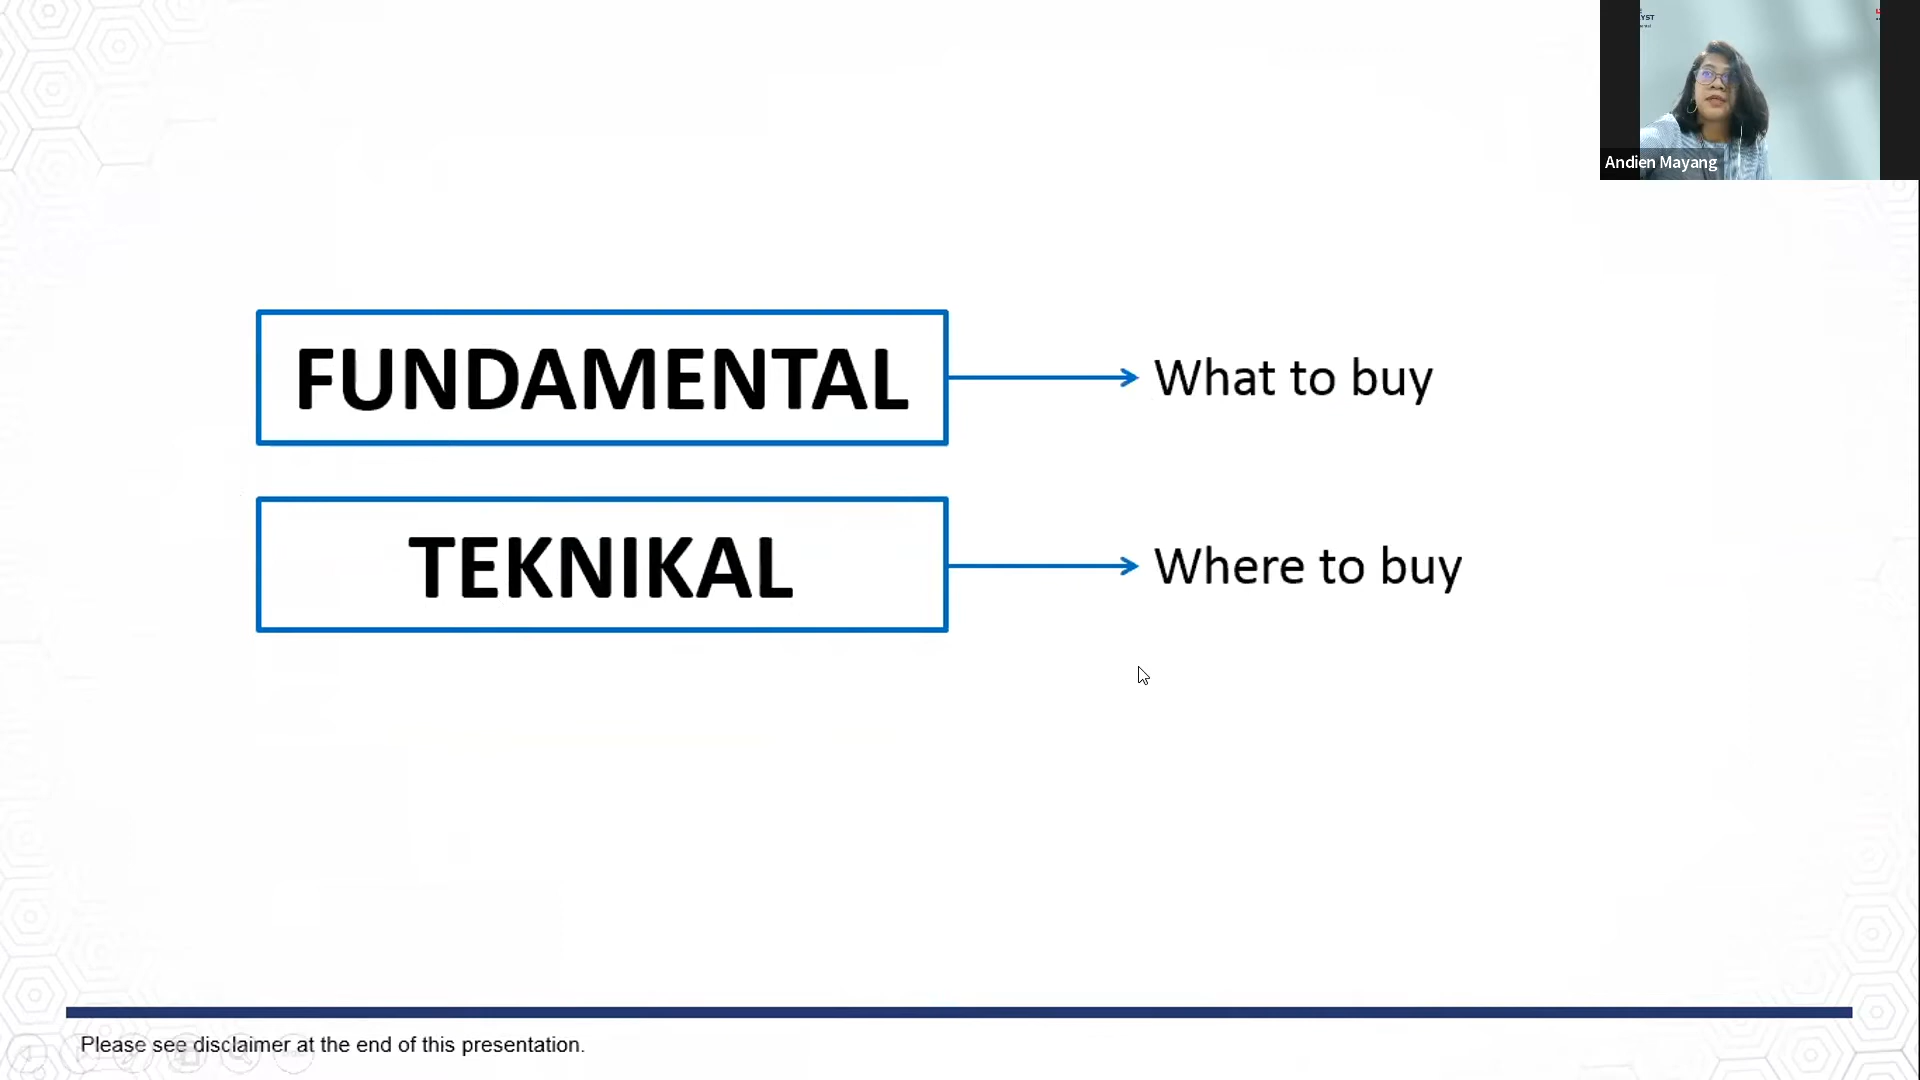 YST
Andien Mayang
FUNDAMENTAL
What to buy
TEKNIKAL
Where to buy
Please see disclaimer at the end of this presentation.